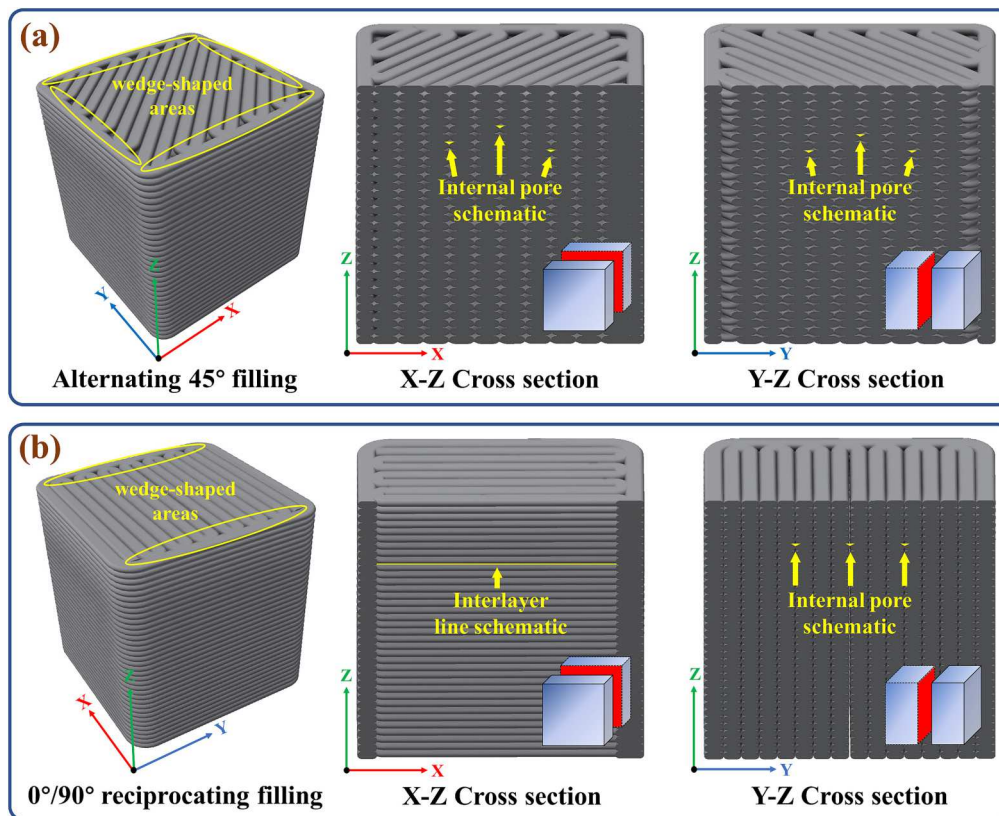 (a)
wedge-shaped
areas
Z
Y
X
Alternating 45° filling
Internal pore
schematic
Z
X
X-Z Cross section
Internal pore
schematic
Z
Y
Y-Z Cross section
(b)
wedge-shaped
areas
Z
X
Y
0°/90° reciprocating filling
Interlayer
line schematic
Z
X
X-Z Cross section
Internal pore
schematic
Z
Y
Y-Z Cross section